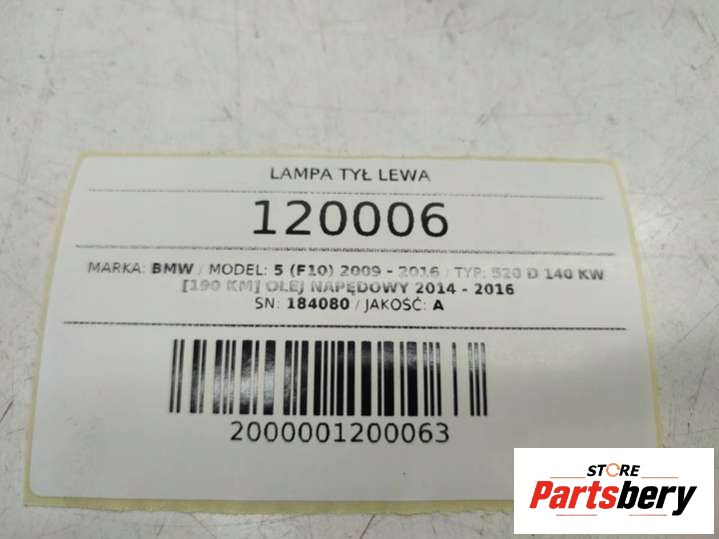 LAMPA TYŁ LEWA
120006
MARKA: BMW / MODEL: 5 (F10) 2009 - 2016 / TYP: 520 D 140 KW
[190 KM] OLEJ NAPĘDOWY 2014 - 2016
SN: 184080 / JAKOŚĆ: A
2000001200063
STORE
Partsbery